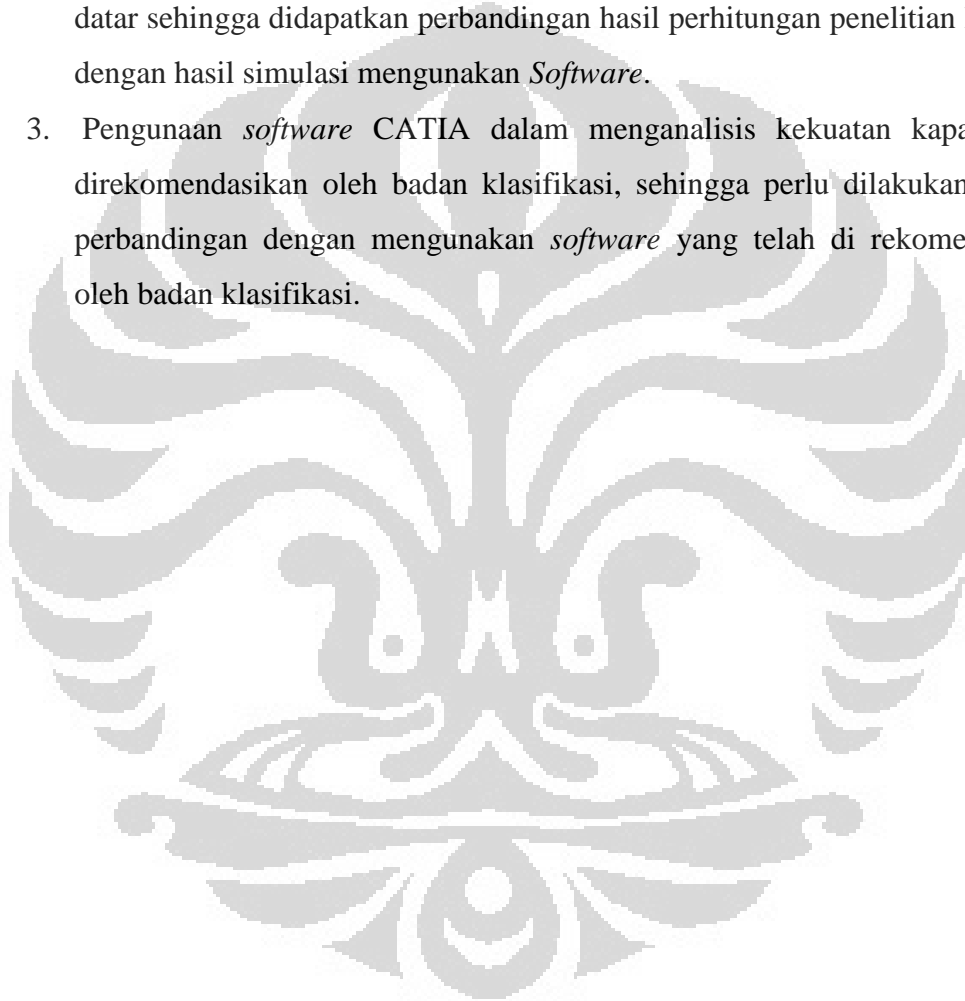 datar sehingga didapatkan perbandingan hasil perhitungan penelitian
dengan hasil simulasi mengunakan Software.
3. Pengunaan software CATIA dalam menganalisis kekuatan
direkomendasikan oleh badan klasifikasi, sehingga perlu dilakukan
perbandingan dengan mengunakan software yang telah di
oleh badan klasifikasi.